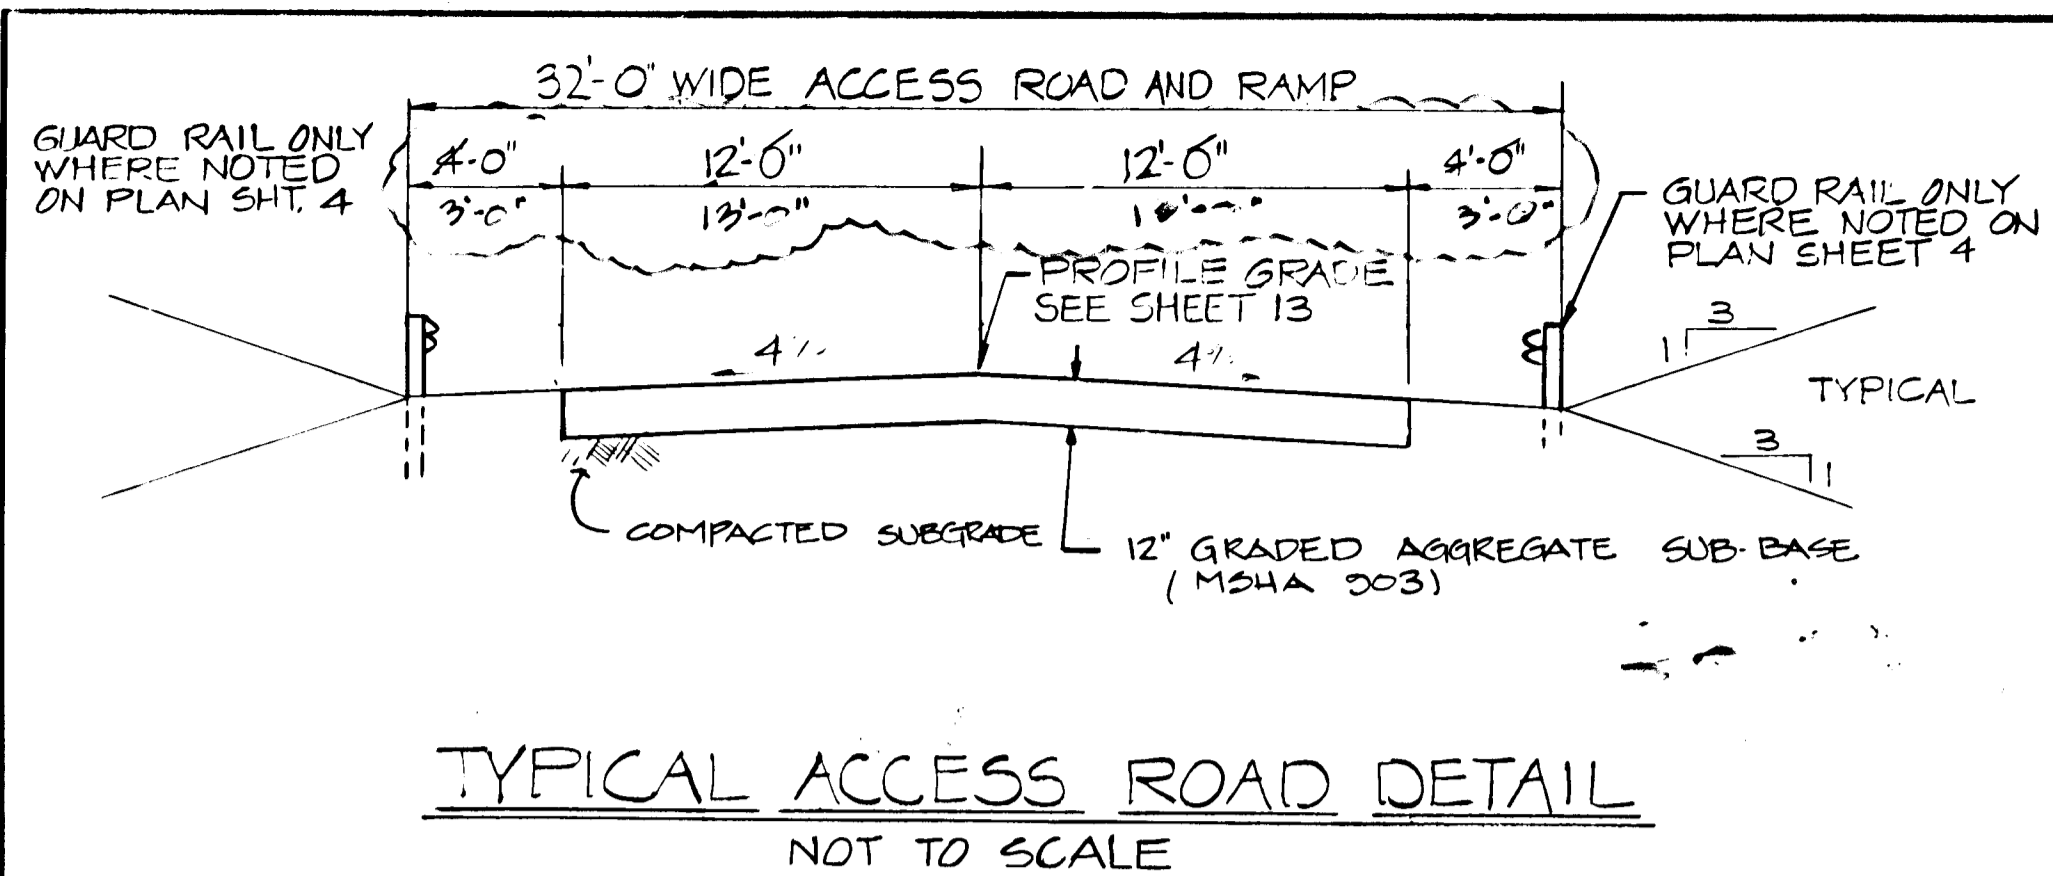 32'-0" WIDE ACCESS ROAD AND RAMP
GUARD RAIL ONLY
WHERE NOTED
ON PLAN SHT. 4
4-0" 12'-0" 12'-0" 4'-0"
3'-0" 13'-0" 3'-0"
GUARD RAIL ONLY
WHERE NOTED ON
PLAN SHEET 4
PROFILE GRADE
SEE SHEET 13
4% 4%
3
1
TYPICAL
3
1
COMPACTED SUBGRADE
12" GRADED AGGREGATE SUB-BASE
(MSHA 903)
TYPICAL ACCESS ROAD DETAIL
NOT TO SCALE